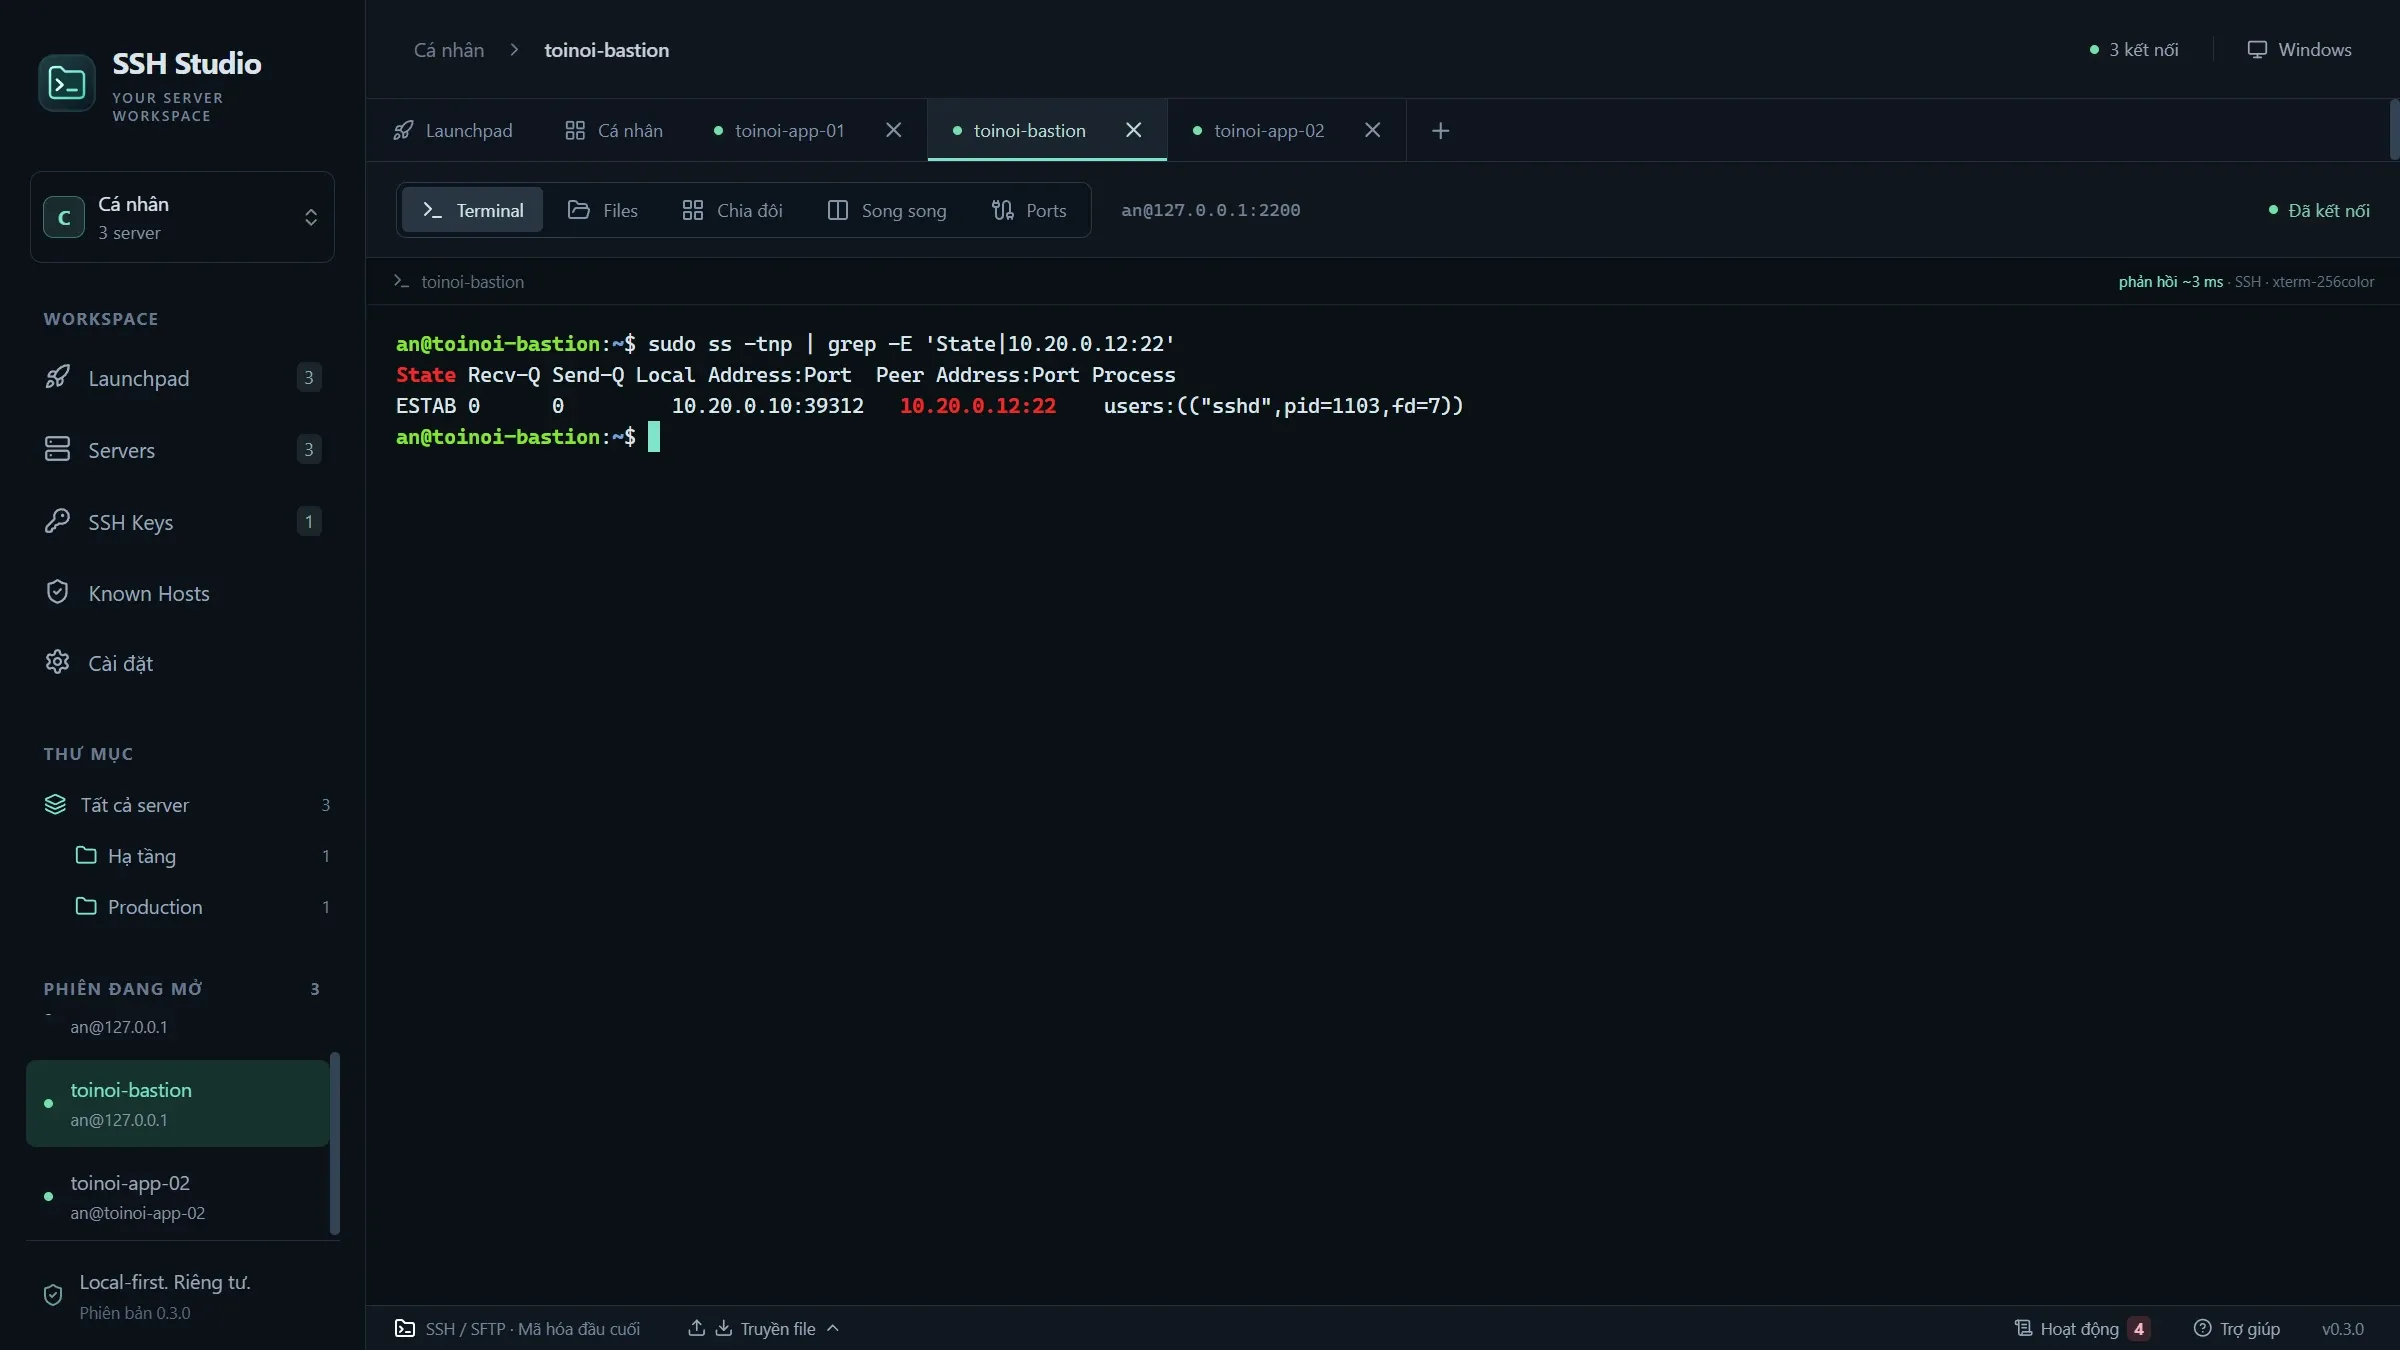 SSH Studio
YOUR SERVER
WORKSPACE
C
Cá nhân
3 server
WORKSPACE
Launchpad 3
Servers 3
SSH Keys 1
Known Hosts
Cài đặt
THƯ MỤC
Tất cả server 3
Hạ tầng 1
Production 1
PHIÊN ĐANG MỞ 3
an@127.0.0.1
toinoi-bastion
an@127.0.0.1
toinoi-app-02
an@toinoi-app-02
Local-first. Riêng tư.
Phiên bản 0.3.0
Cá nhân > toinoi-bastion
3 kết nối
Windows
Launchpad
Cá nhân
toinoi-app-01
toinoi-bastion
toinoi-app-02
Terminal
Files
Chia đôi
Song song
Ports
an@127.0.0.1:2200
Đã kết nối
toinoi-bastion
phản hồi ~3 ms · SSH · xterm-256color
an@toinoi-bastion:~$ sudo ss -tnp | grep -E 'State|10.20.0.12:22'
State Recv-Q Send-Q Local Address:Port  Peer Address:Port Process
ESTAB 0      0         10.20.0.10:39312   10.20.0.12:22    users:(("sshd",pid=1103,fd=7))
an@toinoi-bastion:~$
SSH / SFTP · Mã hóa đầu cuối
Truyền file
Hoạt động 4
Trợ giúp
v0.3.0